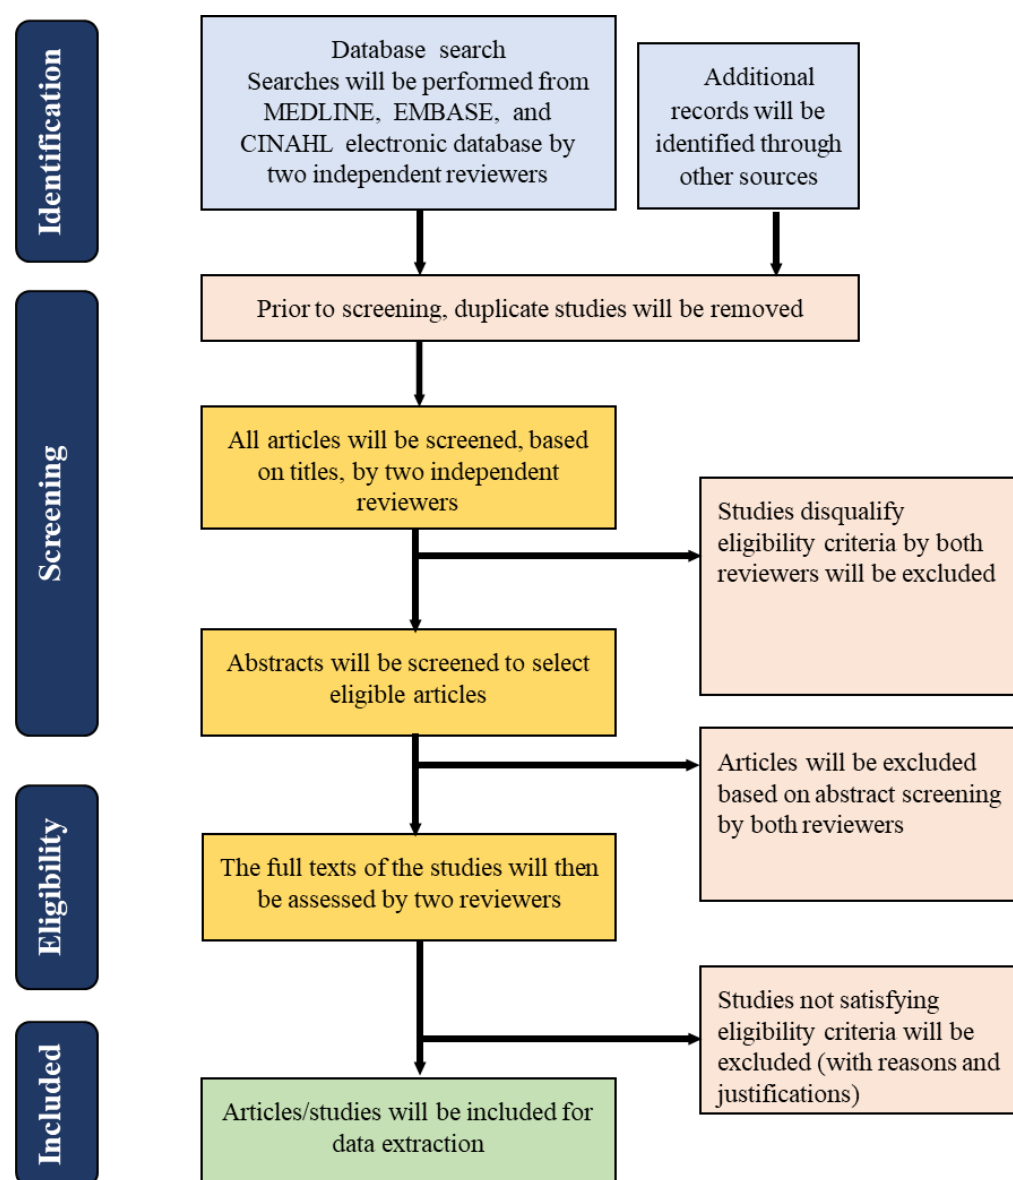 Identification
Database search
Searches will be performed from
MEDLINE, EMBASE, and
CINAHL electronic database by
two independent reviewers
Additional
records will be
identified through
other sources
Screening
Prior to screening, duplicate studies will be removed
All articles will be screened, based
on titles, by two independent
reviewers
Studies disqualify
eligibility criteria by both
reviewers will be excluded
Abstracts will be screened to select
eligible articles
Articles will be excluded
based on abstract screening
by both reviewers
Eligibility
The full texts of the studies will then
be assessed by two reviewers
Studies not satisfying
eligibility criteria will be
excluded (with reasons and
justifications)
Included
Articles/studies will be included for
data extraction